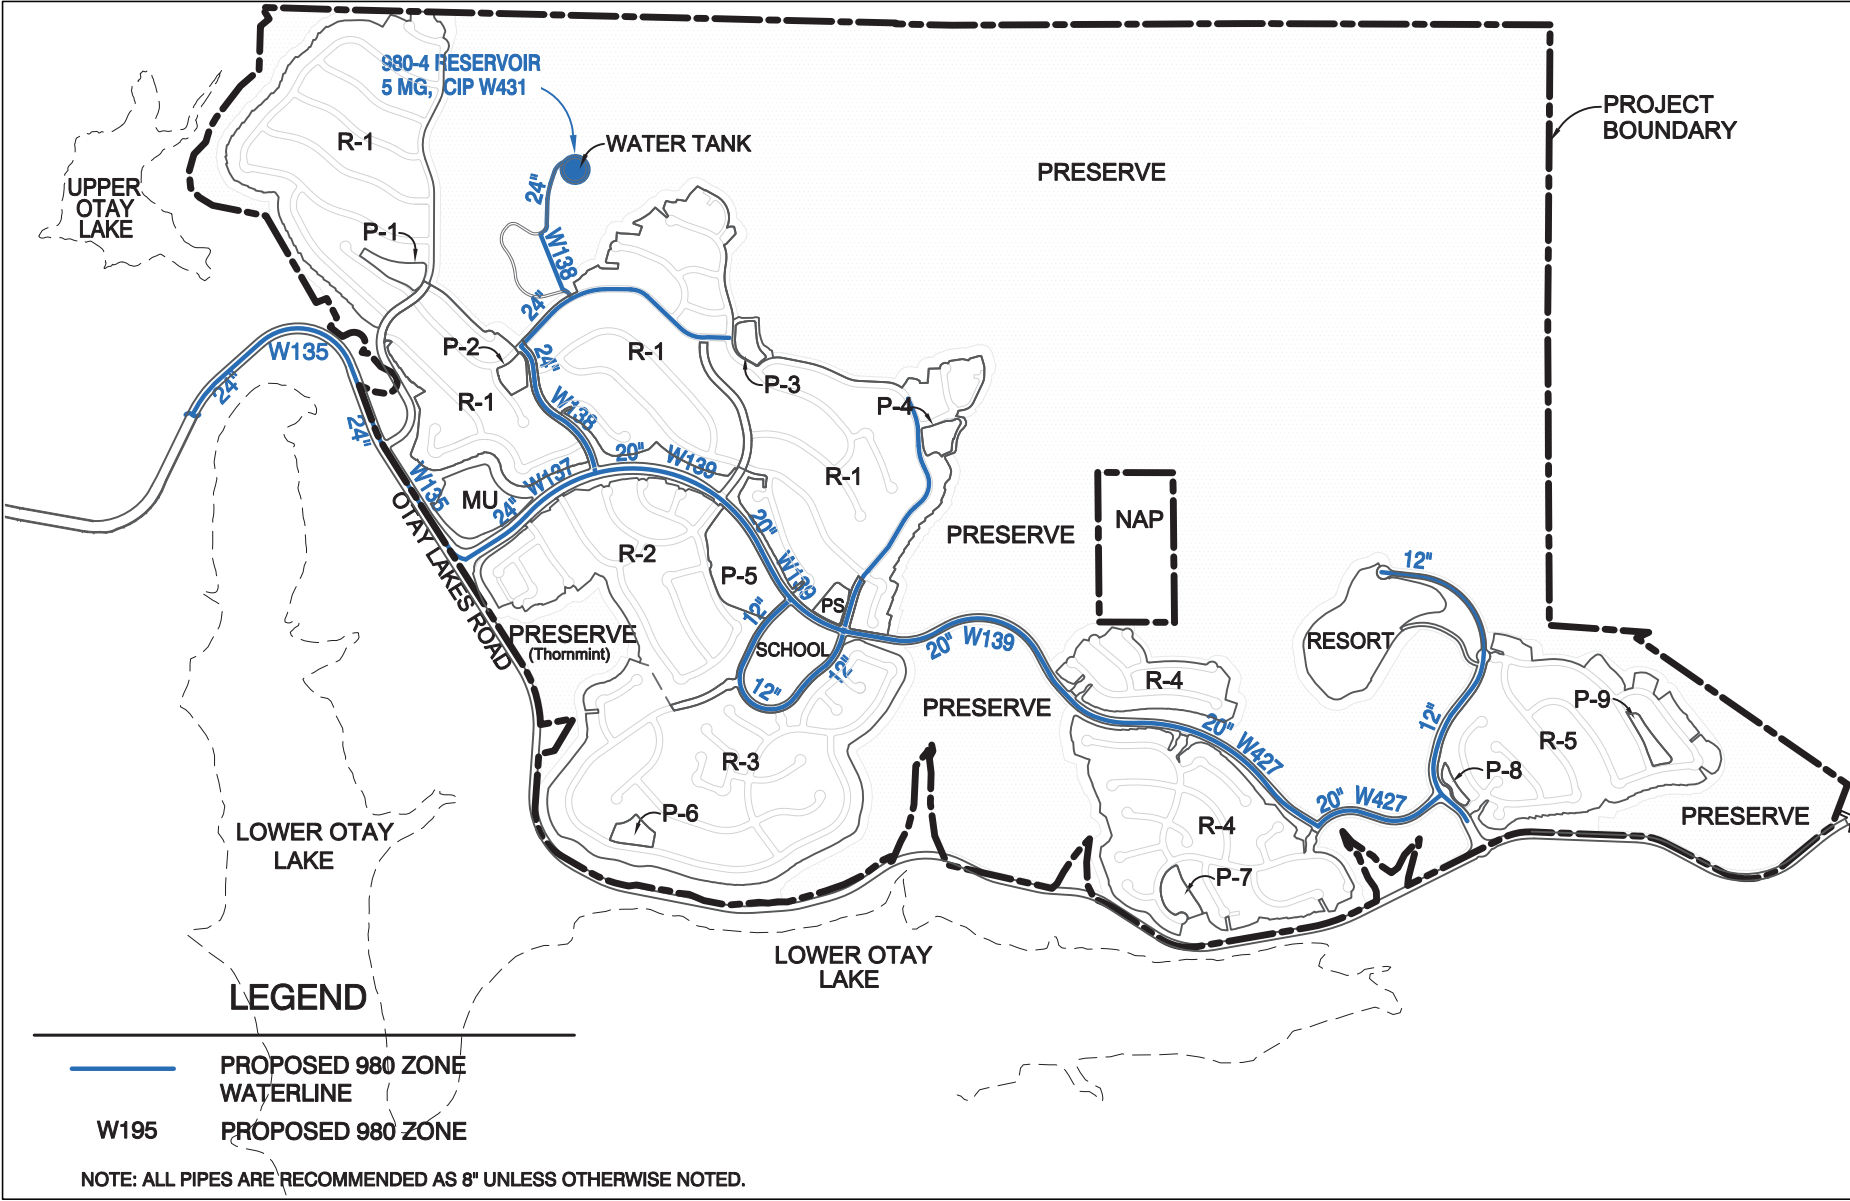 980-4 RESERVOIR
5 MG, CIP W431
WATER TANK
PROJECT
BOUNDARY
PRESERVE
R-1
UPPER
OTAY
LAKE
P-1
24"
W138
24"
W135
24"
24"
P-2
24"
R-1
P-3
R-1
W138
P-4
20"
W139
W135
MU
24"
W137
R-1
OTAY LAKES ROAD
R-2
20"
W139
P-5
PS
12"
PRESERVE
(Thornmint)
SCHOOL
12"
12"
PRESERVE
NAP
20"
W139
12"
RESORT
R-4
PRESERVE
20"
W427
12"
P-9
R-5
P-8
R-3
P-6
20"
W427
R-4
PRESERVE
P-7
LOWER OTAY
LAKE
LOWER OTAY
LAKE
LEGEND
PROPOSED 980 ZONE
WATERLINE
W195
PROPOSED 980 ZONE
NOTE: ALL PIPES ARE RECOMMENDED AS 8" UNLESS OTHERWISE NOTED.